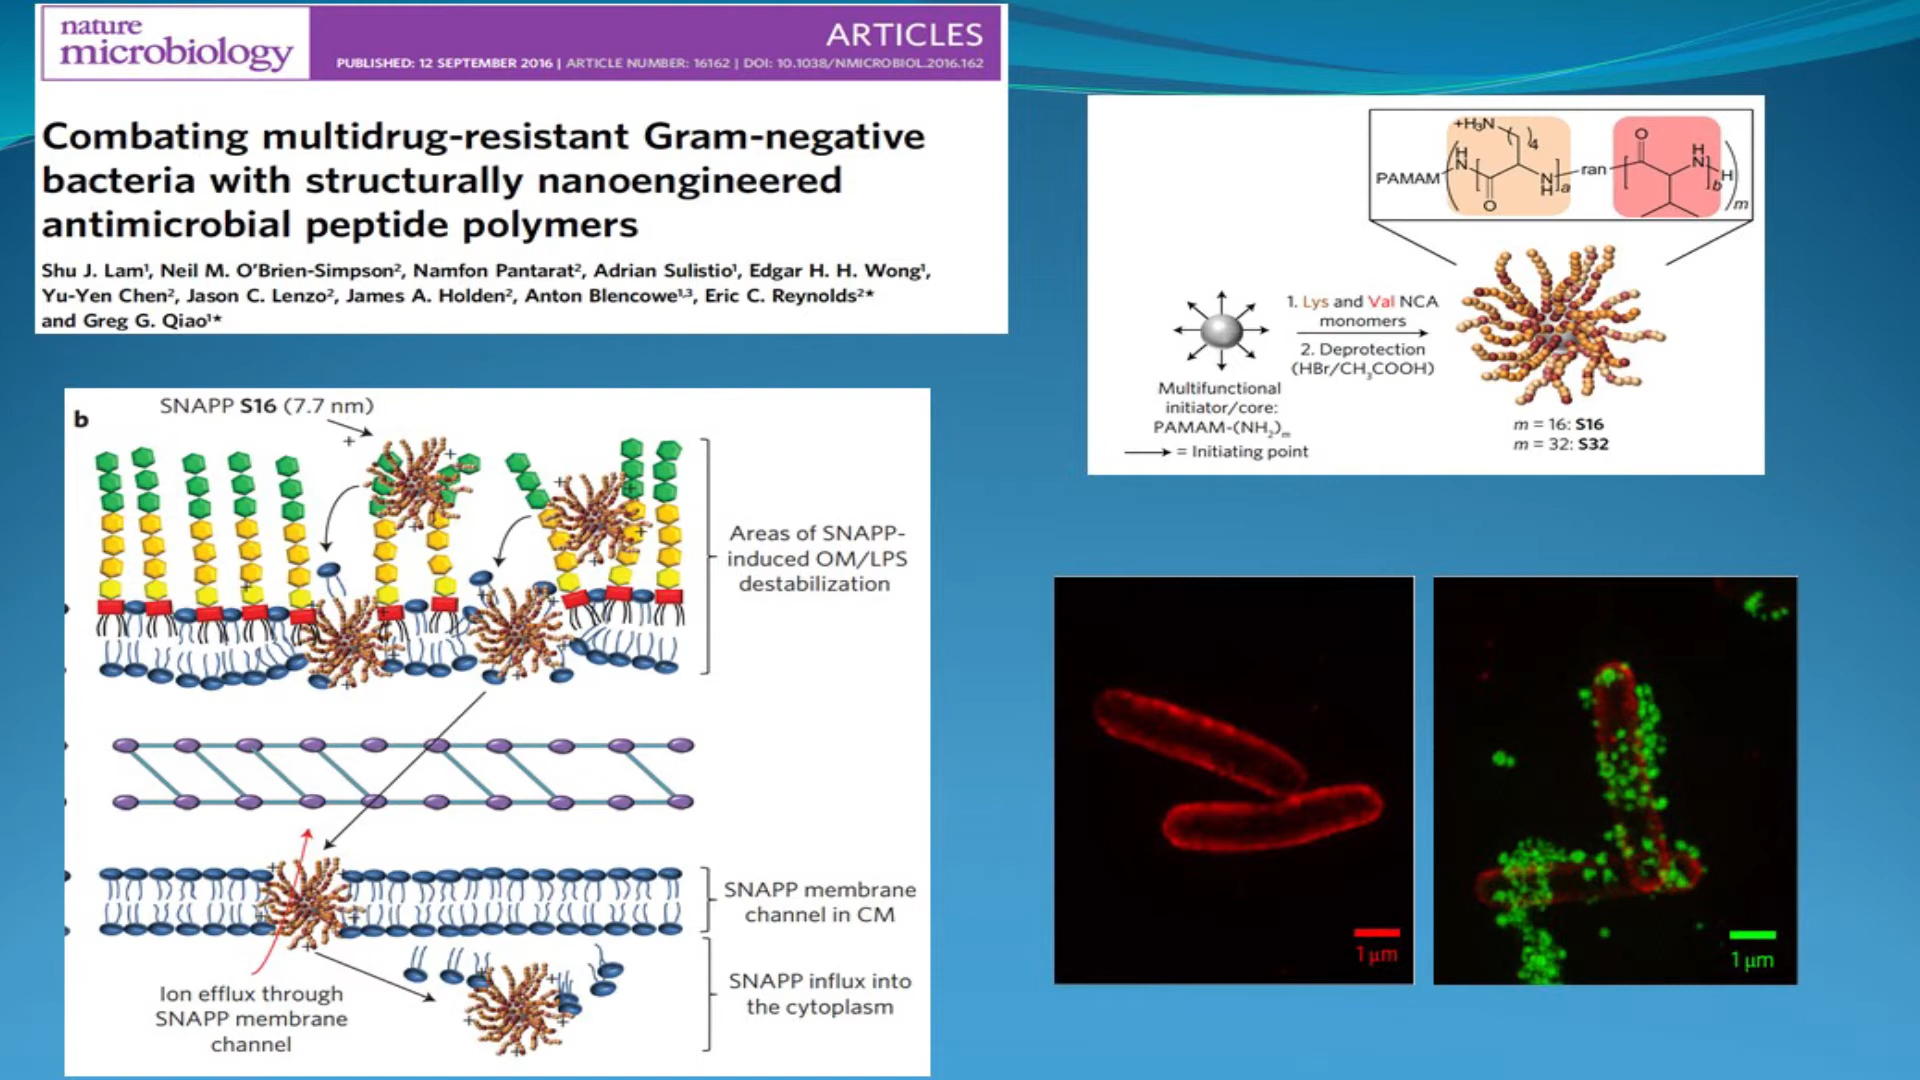 nature
microbiology
ARTICLES
PUBLISHED: 12 SEPTEMBER 2016 | ARTICLE NUMBER: 16162 | DOI: 10.1038/NMICROBIOL.2016.162
Combating multidrug-resistant Gram-negative
bacteria with structurally nanoengineered
antimicrobial peptide polymers
Shu J. Lam¹, Neil M. O'Brien-Simpson², Namfon Pantarat², Adrian Sulistio¹, Edgar H. H. Wong¹,
Yu-Yen Chen², Jason C. Lenzo², James A. Holden², Anton Blencowe¹,³, Eric C. Reynolds²*
and Greg G. Qiao¹*
b
SNAPP S16 (7.7 nm)
Areas of SNAPP-
induced OM/LPS
destabilization
SNAPP membrane
channel in CM
SNAPP influx into
the cytoplasm
Ion efflux through
SNAPP membrane
channel
+H₃N
4
H
N
O
N
H
a
ran
O
H
N
b
H
m
PAMAM
1. Lys and Val NCA
monomers
2. Deprotection
(HBr/CH₃COOH)
Multifunctional
initiator/core:
PAMAM-(NH₂)ₘ
= Initiating point
m = 16: S16
m = 32: S32
1 µm
1 µm